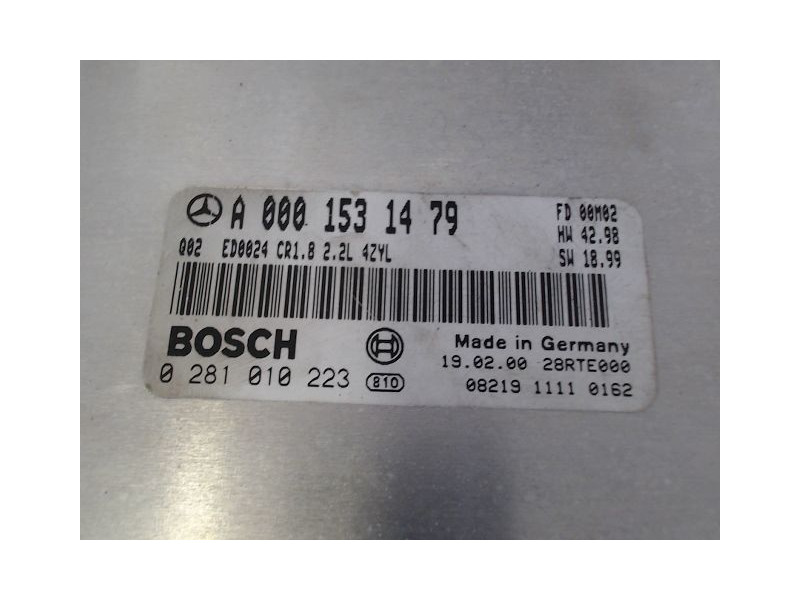 A 000 153 14 79
FD 00M02
HW 42.98
Q02 ED0024 CR1.8 2.2L 4ZYL
SW 18.99
BOSCH
Made in Germany
19.02.00 28RTE000
0 281 010 223 810
08219 1111 0162